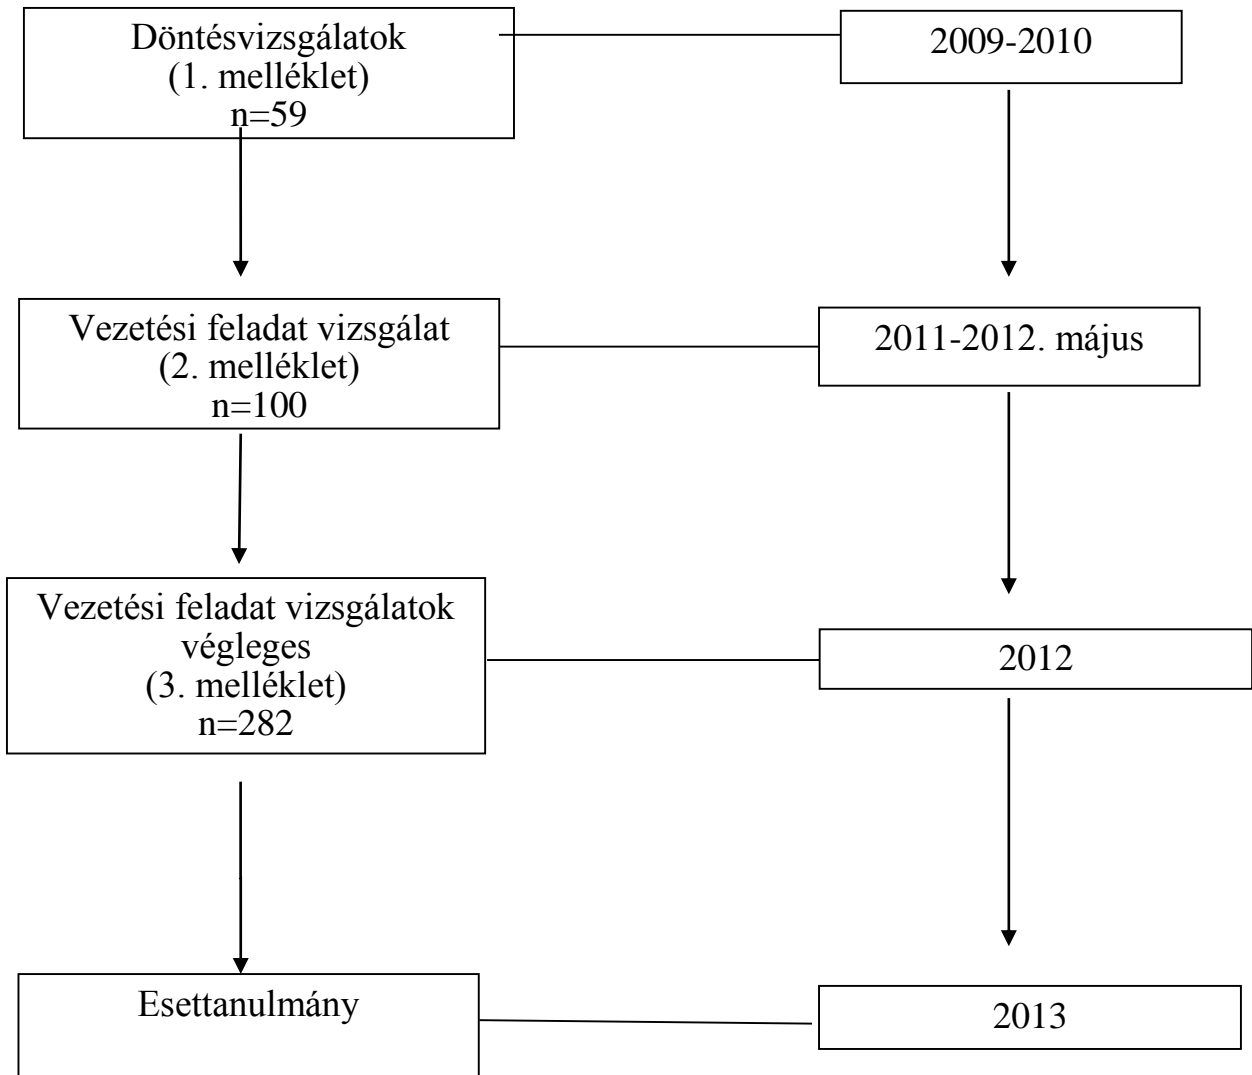 Döntésvizsgálatok
(1. melléklet)
n=59
2009-2010
Vezetési feladat vizsgálat
(2. melléklet)
n=100
2011-2012. május
Vezetési feladat vizsgálatok
végleges
(3. melléklet)
n=282
2012
Esettanulmány
2013